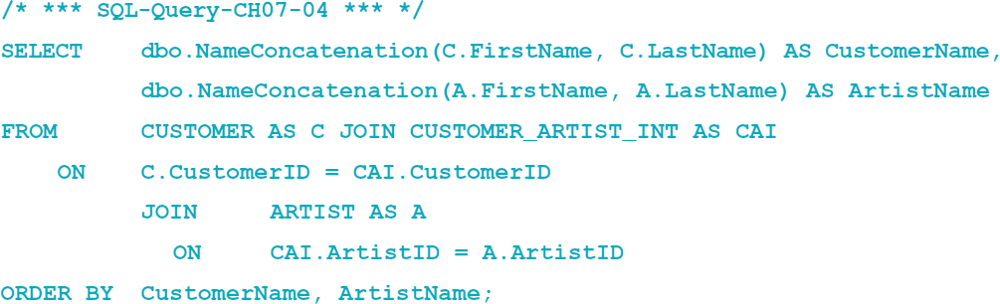 /* *** SQL-Query-CH07-04 *** */
SELECT dbo.NameConcatenation(C.FirstName, C.LastName) AS CustomerName,
dbo.NameConcatenation(A.FirstName, A.LastName) AS ArtistName
FROM CUSTOMER AS C JOIN CUSTOMER_ARTIST_INT AS CAI
ON C.CustomerID = CAI.CustomerID
JOIN ARTIST AS A
ON CAI.ArtistID = A.ArtistID
ORDER BY CustomerName, ArtistName;